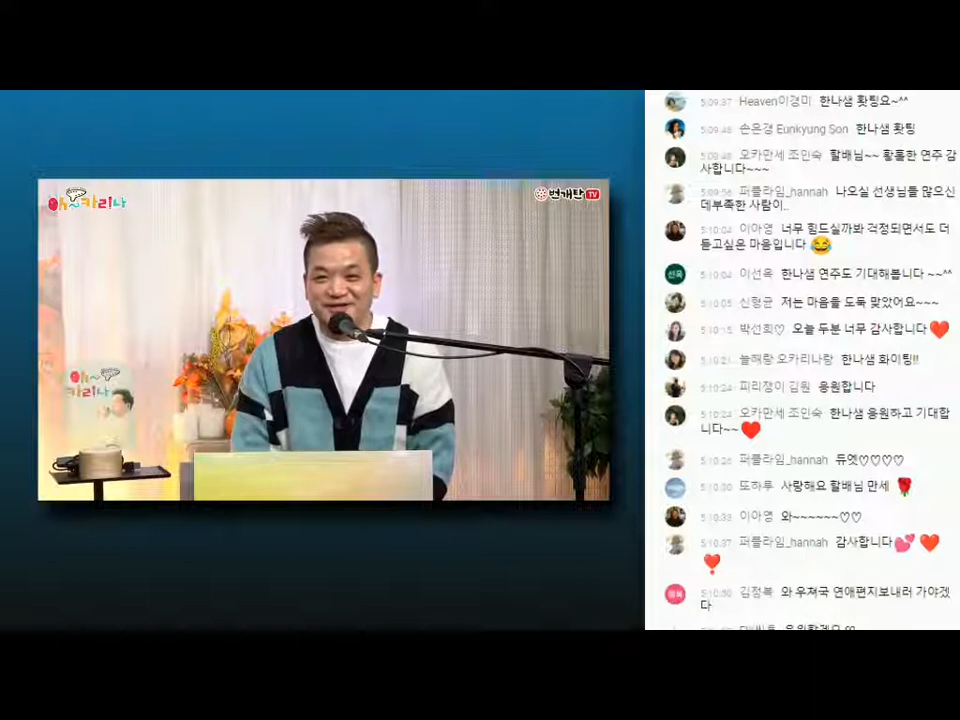 오~카리나
번개탄 TV
오~
카리나
5:09:37 Heaven이경미 한나샘 홧팅요~^^
5:09:46 손은경 Eunkyung Son 한나샘 홧팅
5:09:48 오카만세 조인숙 할배님~~ 황홀한 연주 감
사합니다~~~
5:09:56 퍼플라임_hannah 나오실 선생님들 많으신
데부족한 사람이..
5:10:04 이아영 너무 힘드실까봐 걱정되면서도 더
듣고싶은 마음입니다 😂
선옥
5:10:04 이선옥 한나샘 연주도 기대해봅니다 ~~^^
5:10:05 신형균 저는 마음을 도둑 맞았어요~~~
5:10:15 박선희♡ 오늘 두분 너무 감사합니다 ❤️
5:10:21 늘해랑 오카리나랑 한나샘 화이팅!!
5:10:24 피리쟁이 김원 응원합니다
5:10:24 오카만세 조인숙 한나샘 응원하고 기대합
니다~~ ❤️
5:10:26 퍼플라임_hannah 듀엣♡♡♡♡
5:10:30 또하루 사랑해요 할배님 만세 🌹
5:10:33 이아영 와~~~~~~♡♡
5:10:37 퍼플라임_hannah 감사합니다 💕 ❤️
❣️
5:10:50 김정복 와 우쳐국 연애편지보내러 가야겠
다